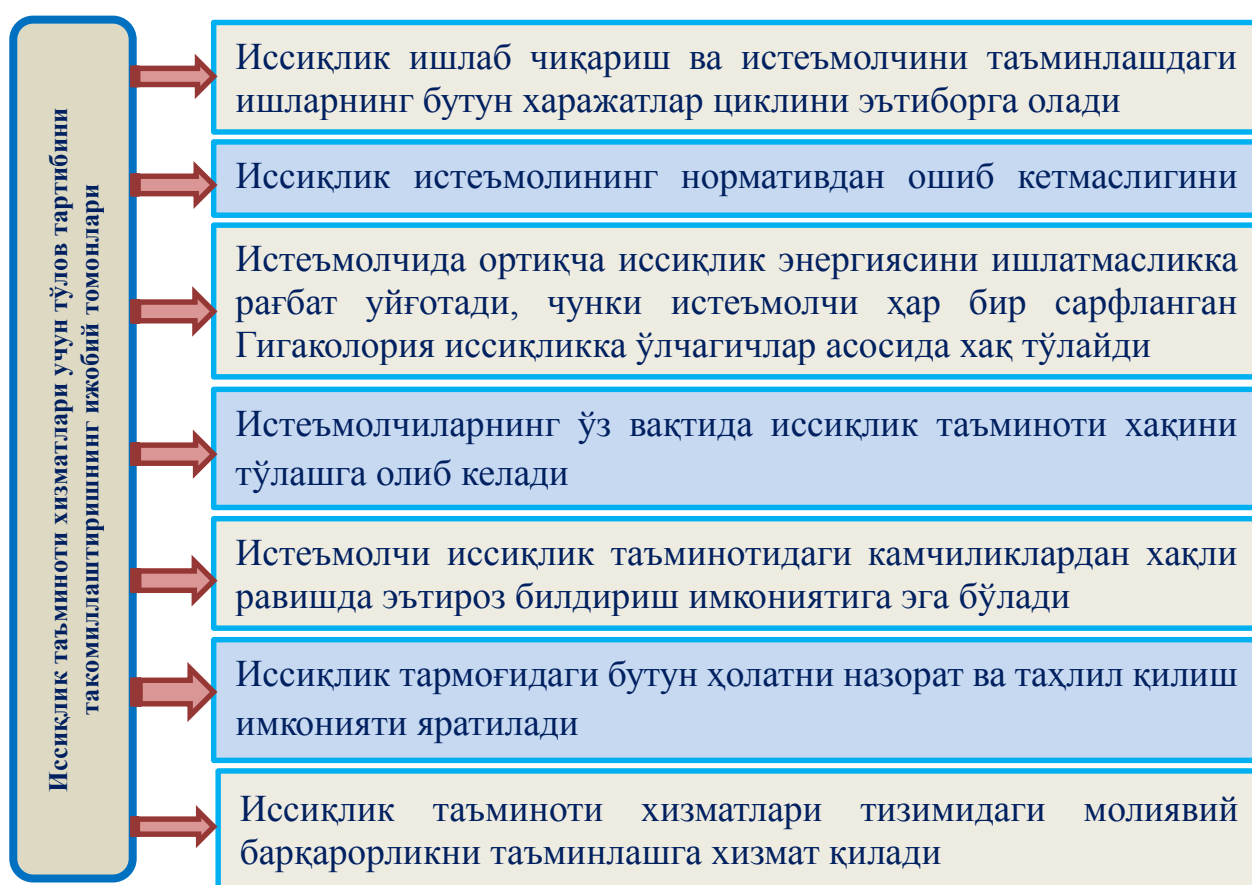 Иссиқлик таъминоти хизматлари учун тўлов тартибини
такомиллаштиришнинг ижобий томонлари
Иссиқлик ишлаб чиқариш ва истеъмолчини таъминлашдаги
ишларнинг бутун харажатлар циклини эътиборга олади
Иссиқлик истеъмолининг нормативдан ошиб кетмаслигини
Истеъмолчида ортиқча иссиқлик энергиясини ишлатмасликка
рағбат уйғотади, чунки истеъмолчи ҳар бир сарфланган
Гигаколория иссиқликка ўлчагичлар асосида хақ тўлайди
Истеъмолчиларнинг ўз вақтида иссиқлик таъминоти хақини
тўлашга олиб келади
Истеъмолчи иссиқлик таъминотидаги камчиликлардан хақли
равишда эътироз билдириш имкониятига эга бўлади
Иссиқлик тармоғидаги бутун ҳолатни назорат ва таҳлил қилиш
имконияти яратилади
Иссиқлик таъминоти хизматлари тизимидаги молиявий
барқарорликни таъминлашга хизмат қилади